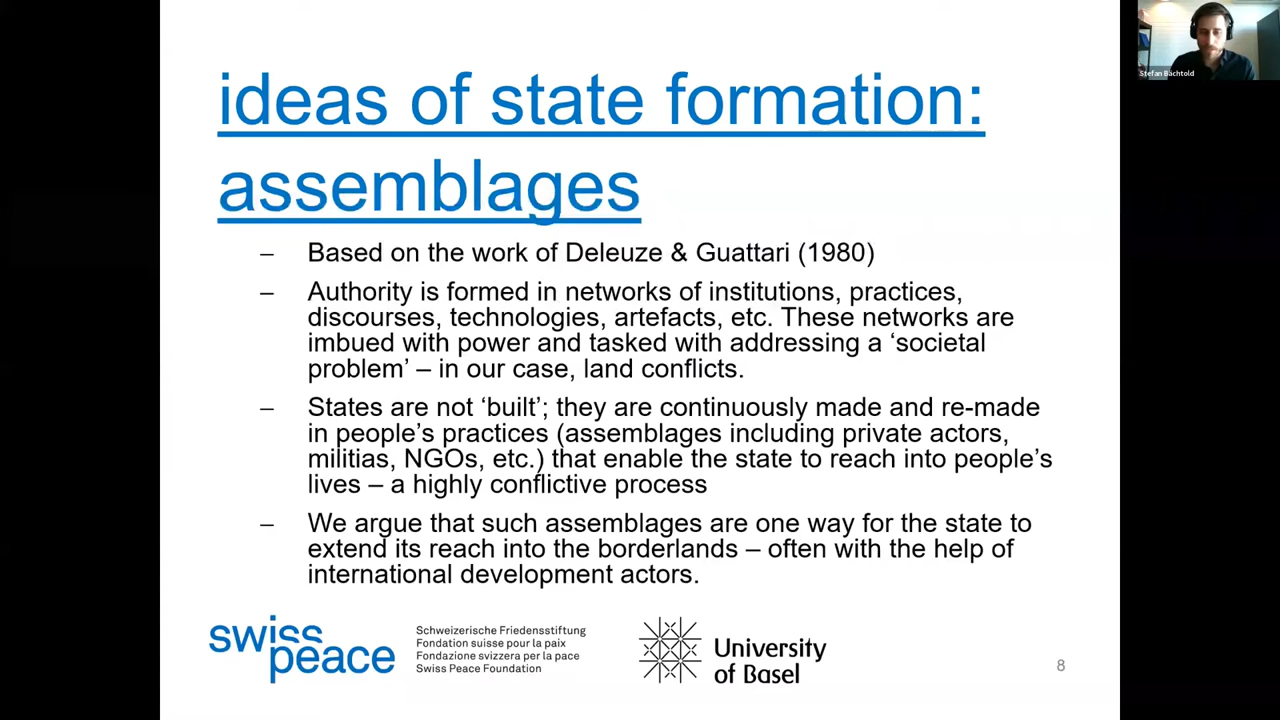 ideas of state formation:
assemblages
– Based on the work of Deleuze & Guattari (1980)
– Authority is formed in networks of institutions, practices,
discourses, technologies, artefacts, etc. These networks are
imbued with power and tasked with addressing a ‘societal
problem’ – in our case, land conflicts.
– States are not ‘built’; they are continuously made and re-made
in people’s practices (assemblages including private actors,
militias, NGOs, etc.) that enable the state to reach into people’s
lives – a highly conflictive process
– We argue that such assemblages are one way for the state to
extend its reach into the borderlands – often with the help of
international development actors.
swiss
peace
Schweizerische Friedensstiftung
Fondation suisse pour la paix
Fondazione svizzera per la pace
Swiss Peace Foundation
University
of Basel
8
Stefan Bächtold